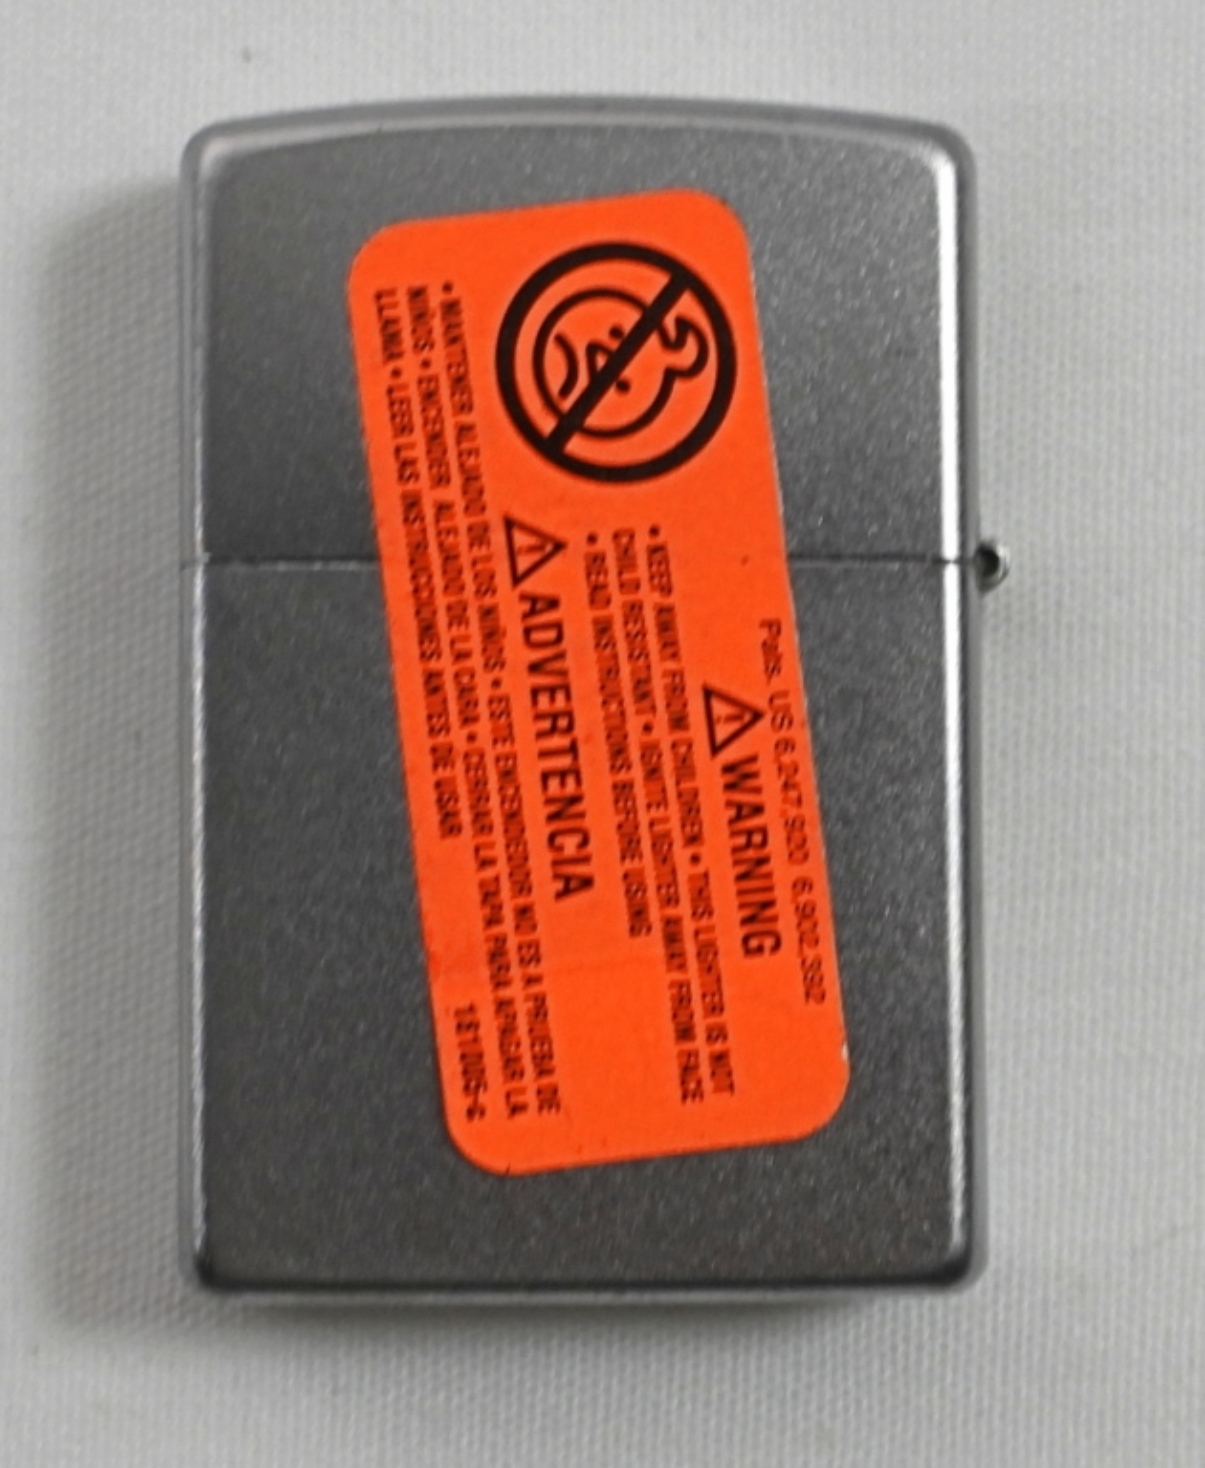 Pats. US 6,247,920 6,902,392
WARNING
• KEEP AWAY FROM CHILDREN • THIS LIGHTER IS NOT
CHILD RESISTANT • IGNITE LIGHTER AWAY FROM FACE
• READ INSTRUCTIONS BEFORE USING
ADVERTENCIA
• MANTENER ALEJADO DE LOS NIÑOS • ESTE ENCENDEDOR NO ES A PRUEBA DE
NIÑOS • ENCENDER ALEJADO DE LA CARA • CERRAR LA TAPA PARA APAGAR LA
LLAMA • LEER LAS INSTRUCCIONES ANTES DE USAR